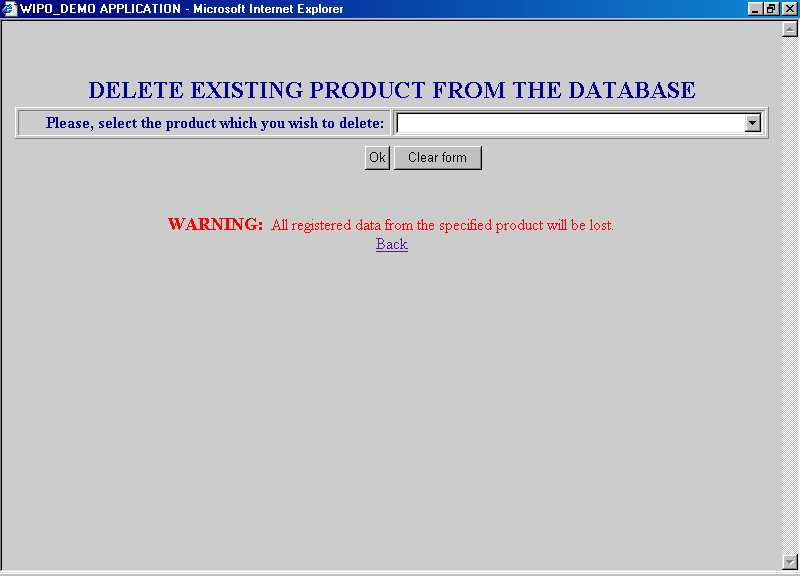 WIPO_DEMO APPLICATION - Microsoft Internet Explorer
DELETE EXISTING PRODUCT FROM THE DATABASE
Please, select the product which you wish to delete:
Ok Clear form
WARNING: All registered data from the specified product will be lost.
Back